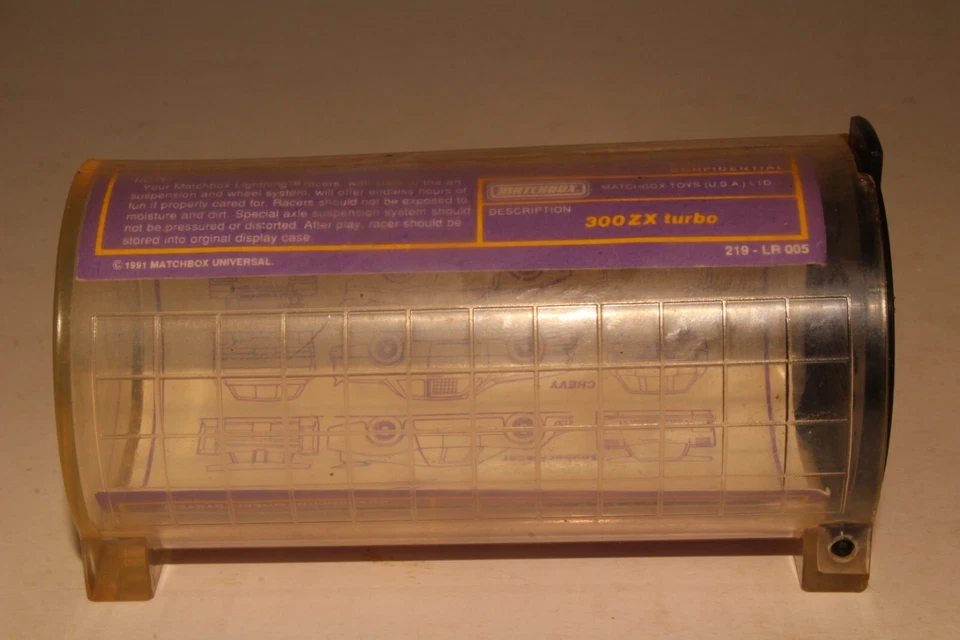 NOTE:
Your Matchbox Lightning racers, with
suspension and wheel system, will offer endless hours of
fun if properly cared for. Racers should not be exposed to
moisture and dirt. Special axle suspension system should
not be pressured or distorted. After play, racer should be
stored into orginal display case.
© 1991 MATCHBOX UNIVERSAL.
CONFIDENTIAL
MATCHBOX MATCHBOX TOYS (U.S.A.) LTD.
DESCRIPTION
300ZX turbo
219 - LR 005
CHEVY